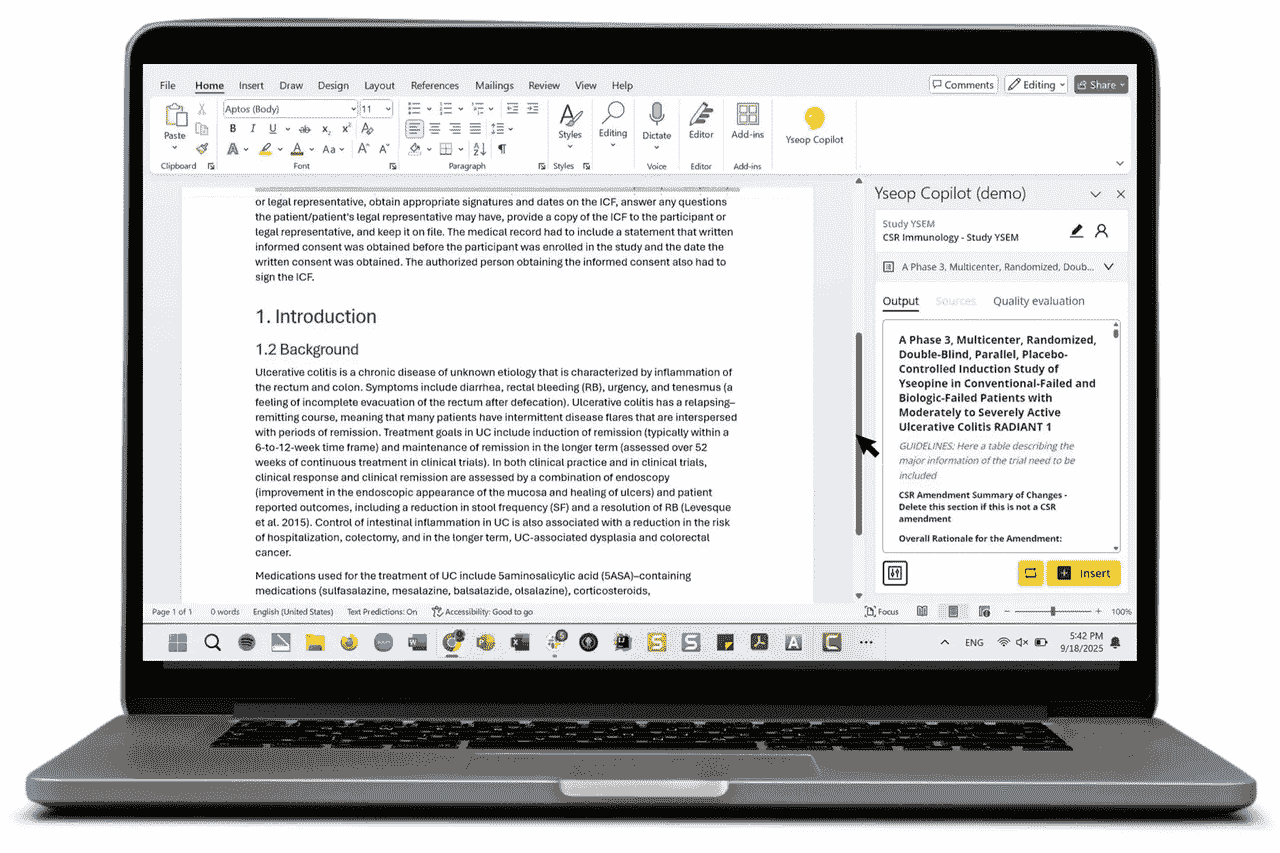 File Home Insert Draw Design Layout References Mailings Review View Help
Comments Editing Share
Aptos (Body) 11
Paste
B I U ab x₂ x²
A A Aa A A
Styles
Editing
Dictate
Editor
Add-ins
Yseop Copilot
Clipboard Font Paragraph Styles Voice Editor Add-ins
or legal representative, obtain appropriate signatures and dates on the ICF, answer any questions
the patient/patient's legal representative may have, provide a copy of the ICF to the participant or
legal representative, and keep it on file. The medical record had to include a statement that written
informed consent was obtained before the participant was enrolled in the study and the date the
written consent was obtained. The authorized person obtaining the informed consent also had to
sign the ICF.
1. Introduction
1.2 Background
Ulcerative colitis is a chronic disease of unknown etiology that is characterized by inflammation of
the rectum and colon. Symptoms include diarrhea, rectal bleeding (RB), urgency, and tenesmus (a
feeling of incomplete evacuation of the rectum after defecation). Ulcerative colitis has a relapsing–
remitting course, meaning that many patients have intermittent disease flares that are interspersed
with periods of remission. Treatment goals in UC include induction of remission (typically within a
6-to-12-week time frame) and maintenance of remission in the longer term (assessed over 52
weeks of continuous treatment in clinical trials). In both clinical practice and in clinical trials,
clinical response and clinical remission are assessed by a combination of endoscopy
(improvement in the endoscopic appearance of the mucosa and healing of ulcers) and patient
reported outcomes, including a reduction in stool frequency (SF) and a resolution of RB (Levesque
et al. 2015). Control of intestinal inflammation in UC is also associated with a reduction in the risk
of hospitalization, colectomy, and in the longer term, UC-associated dysplasia and colorectal
cancer.
Medications used for the treatment of UC include 5aminosalicylic acid (5ASA)–containing
medications (sulfasalazine, mesalazine, balsalazide, olsalazine), corticosteroids,
Yseop Copilot (demo)
Study YSEM
CSR Immunology - Study YSEM
A Phase 3, Multicenter, Randomized, Doub...
Output Sources Quality evaluation
A Phase 3, Multicenter, Randomized,
Double-Blind, Parallel, Placebo-
Controlled Induction Study of
Yseopine in Conventional-Failed and
Biologic-Failed Patients with
Moderately to Severely Active
Ulcerative Colitis RADIANT 1
GUIDELINES: Here a table describing the
major information of the trial need to be
included
CSR Amendment Summary of Changes -
Delete this section if this is not a CSR
amendment
Overall Rationale for the Amendment:
Insert
Page 1 of 1 0 words English (United States) Text Predictions: On Accessibility: Good to go
Focus 100%
ENG
5:42 PM
9/18/2025